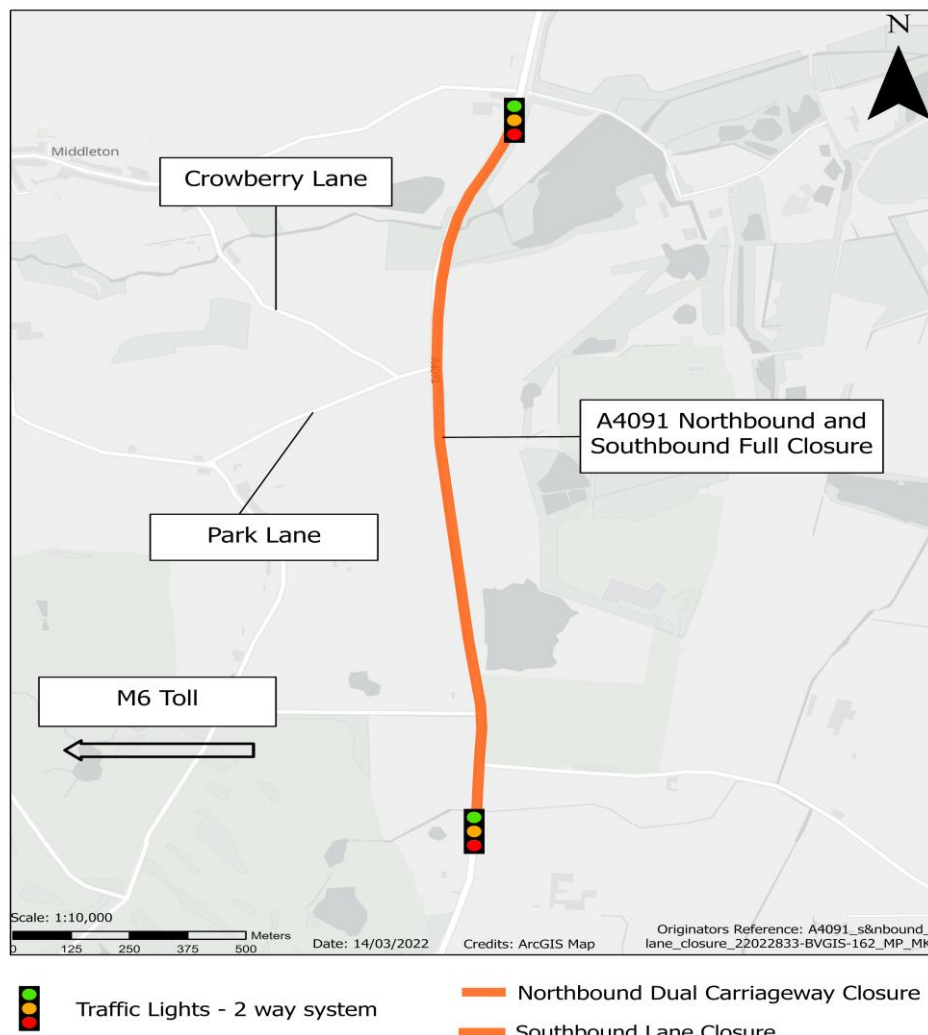 N
Middleton
Crowberry Lane
A4091
A4091 Northbound and
Southbound Full Closure
Park Lane
M6 Toll
Scale: 1:10,000
Meters
0 125 250 375 500
Date: 14/03/2022
Credits: ArcGIS Map
Originators Reference: A4091_s&nbound_
lane_closure_22022833-BVGIS-162_MP_MK
Traffic Lights - 2 way system
Northbound Dual Carriageway Closure
Southbound Lane Closure